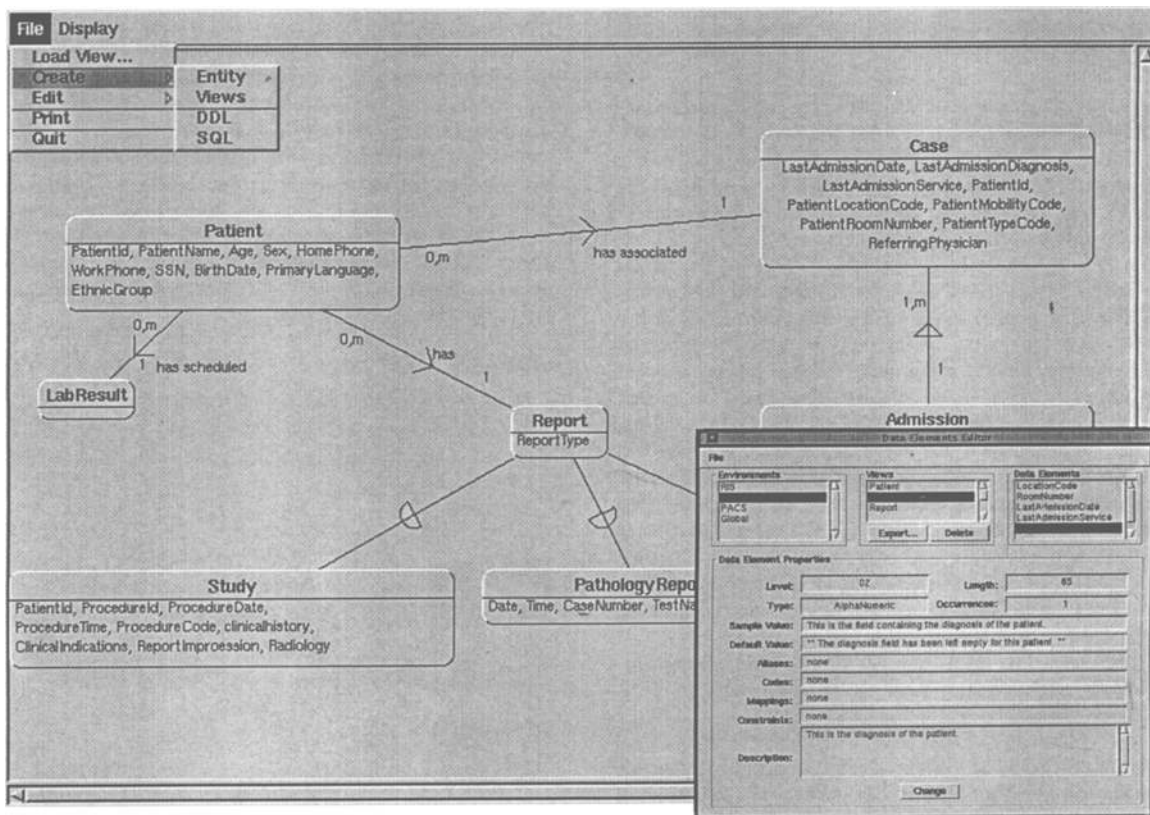 File Display
Load View...
Create
Edit
Print
Quit
Entity
Views
DDL
SQL
Case
LastAdmissionDate, LastAdmissionDiagnosis,
LastAdmissionService, PatientId,
PatientLocationCode, PatientMobilityCode,
PatientRoomNumber, PatientTypeCode,
ReferringPhysician
Patient
PatientId, PatientName, Age, Sex, HomePhone,
WorkPhone, SSN, BirthDate, PrimaryLanguage,
EthnicGroup
0,m
1
has associated
1,m
1
0,m
1 has scheduled
0,m
has
1
LabResult
Report
ReportType
Admission
Study
PatientId, ProcedureId, ProcedureDate,
ProcedureTime, ProcedureCode, clinicalhistory,
ClinicalIndications, ReportImproession, Radiology
PathologyRepo
Date, Time, CaseNumber, TestNa
Data Elements Editor
File
Environments
RIS
PACS
Global
Views
Patient
Report
Export... Delete
Data Elements
LocationCode
RoomNumber
LastAdmissionDate
LastAdmissionService
Data Element Properties
Level: 02 Length: 65
Type: AlphaNumeric Occurrences: 1
Sample Value: This is the field containing the diagnosis of the patient.
Default Value: ** The diagnosis field has been left empty for this patient. **
Aliases: none
Codes: none
Mappings: none
Constraints: none
Description: This is the diagnosis of the patient.
Change